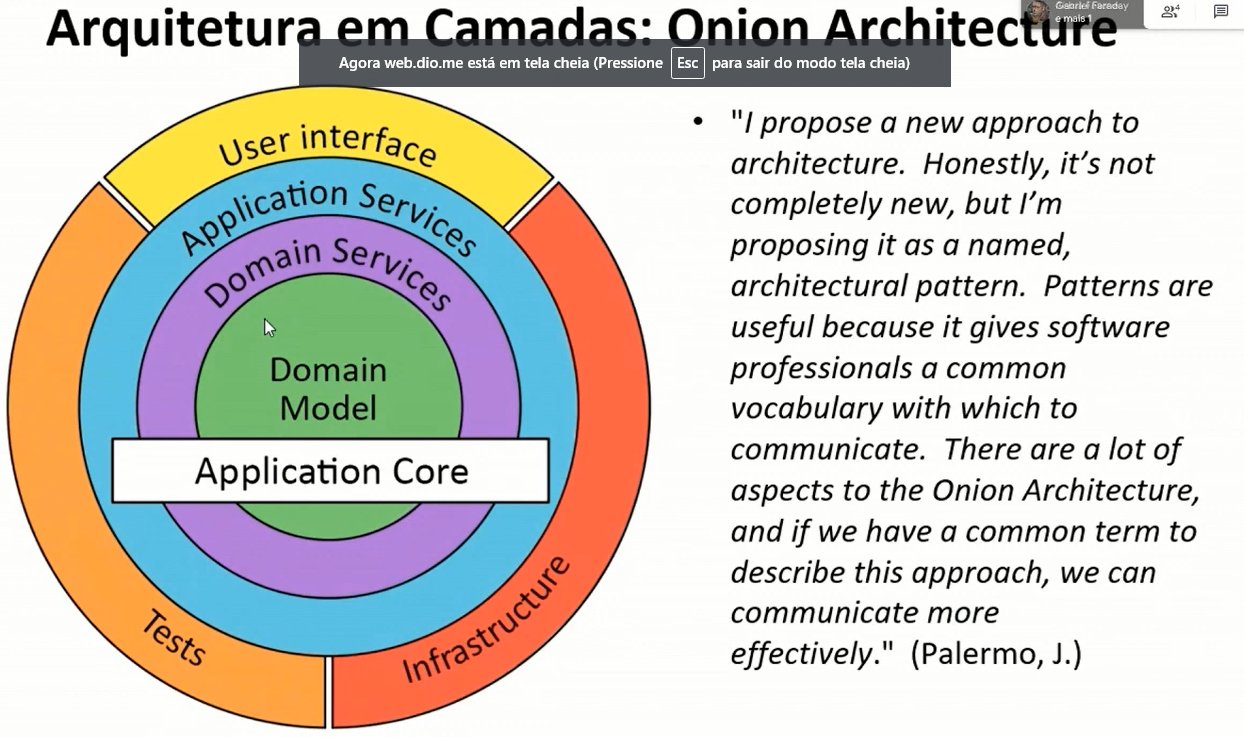 Arquitetura em Camadas: Onion Architecture
Gabriel Faraday
e mais 1
4
Agora web.dio.me está em tela cheia (Pressione Esc para sair do modo tela cheia)
User interface
Application Services
Domain Services
Domain
Model
Application Core
Tests
Infrastructure
• "I propose a new approach to
architecture.  Honestly, it’s not
completely new, but I’m
proposing it as a named,
architectural pattern.  Patterns are
useful because it gives software
professionals a common
vocabulary with which to
communicate.  There are a lot of
aspects to the Onion Architecture,
and if we have a common term to
describe this approach, we can
communicate more
effectively."  (Palermo, J.)